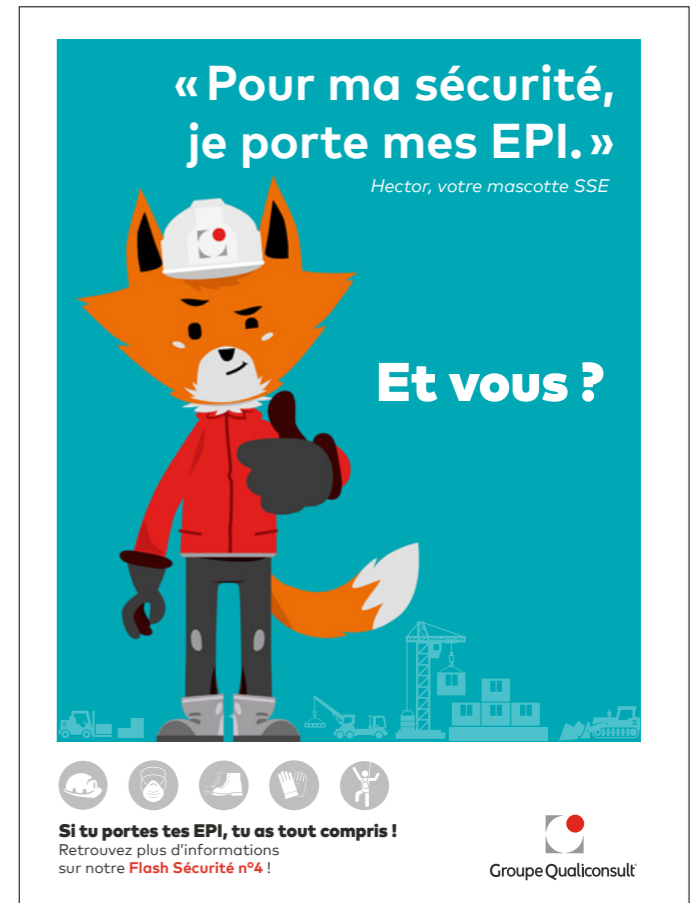 « Pour ma sécurité,
je porte mes EPI. »
Hector, votre mascotte SSE
Et vous ?
Si tu portes tes EPI, tu as tout compris !
Retrouvez plus d'informations
sur notre Flash Sécurité nº4 !
Groupe Qualiconsult